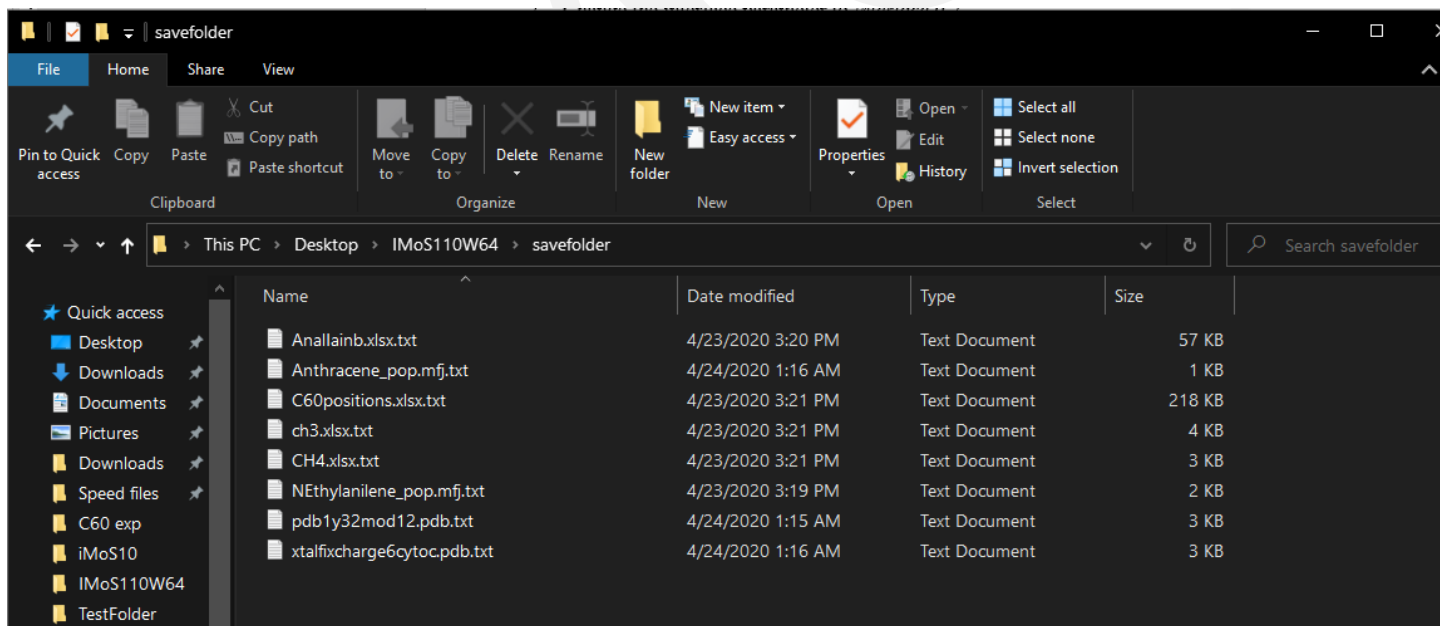 savefolder
File Home Share View
Pin to Quick access
Copy
Paste
Cut
Copy path
Paste shortcut
Clipboard
Move to
Copy to
Delete
Rename
Organize
New folder
New item
Easy access
New
Properties
Open
Edit
History
Open
Select all
Select none
Invert selection
Select
This PC > Desktop > IMoS110W64 > savefolder
Search savefolder
Quick access
Desktop
Downloads
Documents
Pictures
Downloads
Speed files
C60 exp
iMoS10
IMoS110W64
TestFolder
Name Date modified Type Size
Anallainb.xlsx.txt 4/23/2020 3:20 PM Text Document 57 KB
Anthracene_pop.mfj.txt 4/24/2020 1:16 AM Text Document 1 KB
C60positions.xlsx.txt 4/23/2020 3:21 PM Text Document 218 KB
ch3.xlsx.txt 4/23/2020 3:21 PM Text Document 4 KB
CH4.xlsx.txt 4/23/2020 3:21 PM Text Document 3 KB
NEthylanilene_pop.mfj.txt 4/23/2020 3:19 PM Text Document 2 KB
pdb1y32mod12.pdb.txt 4/24/2020 1:15 AM Text Document 3 KB
xtalfixcharge6cytoc.pdb.txt 4/24/2020 1:16 AM Text Document 3 KB